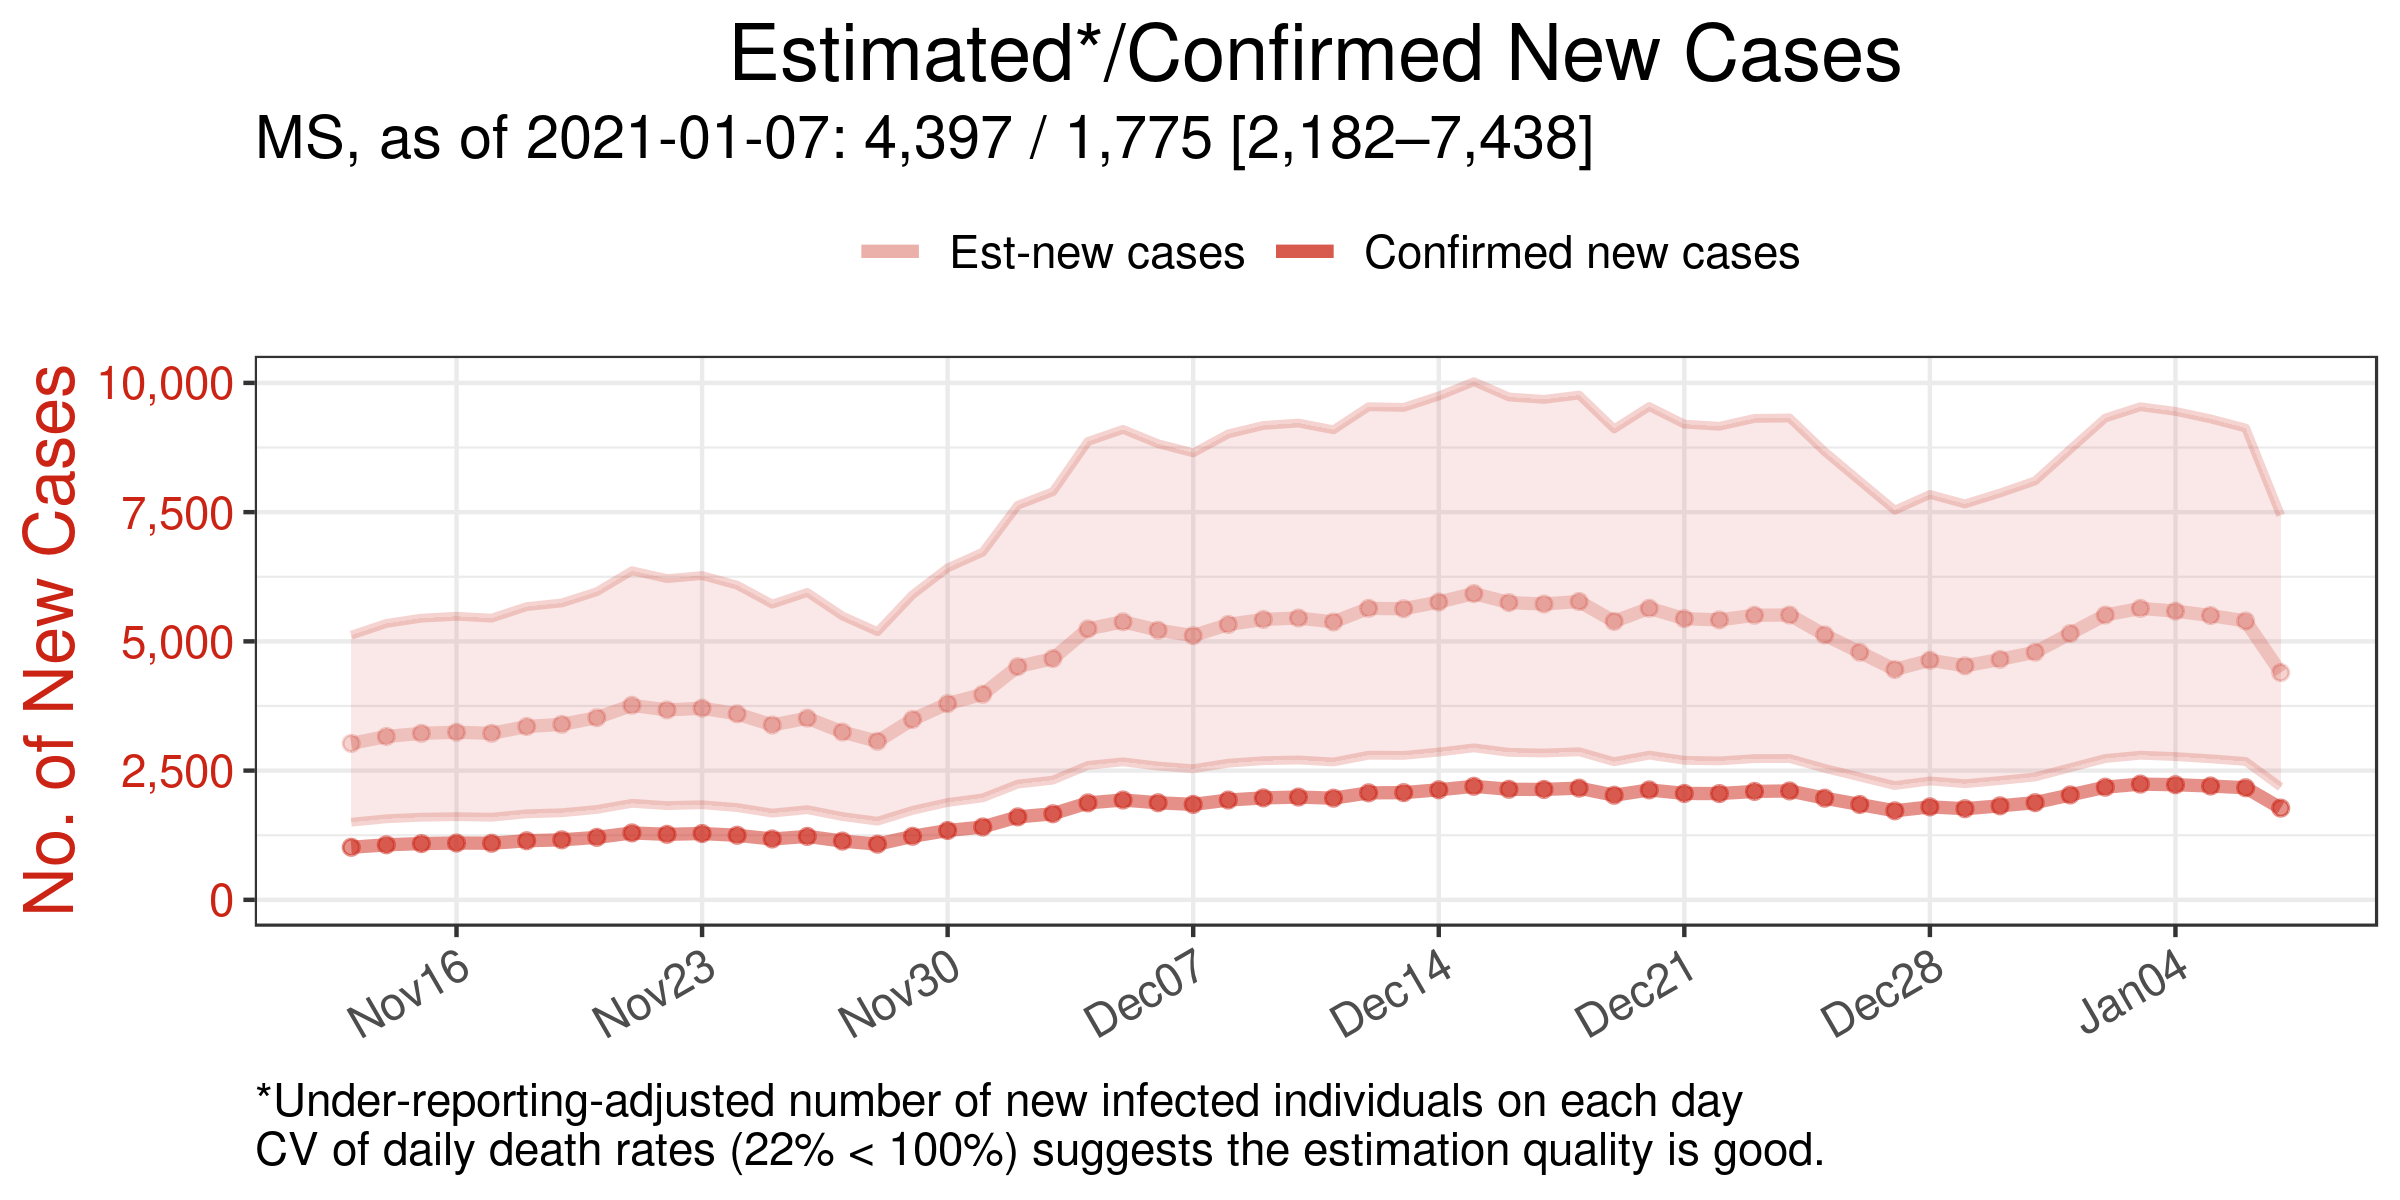 Estimated*/Confirmed New Cases
MS, as of 2021-01-07: 4,397 / 1,775 [2,182–7,438]
Est-new cases
Confirmed new cases
No. of New Cases
10,000
7,500
5,000
2,500
0
Nov16
Nov23
Nov30
Dec07
Dec14
Dec21
Dec28
Jan04
*Under-reporting-adjusted number of new infected individuals on each day
CV of daily death rates (22% < 100%) suggests the estimation quality is good.